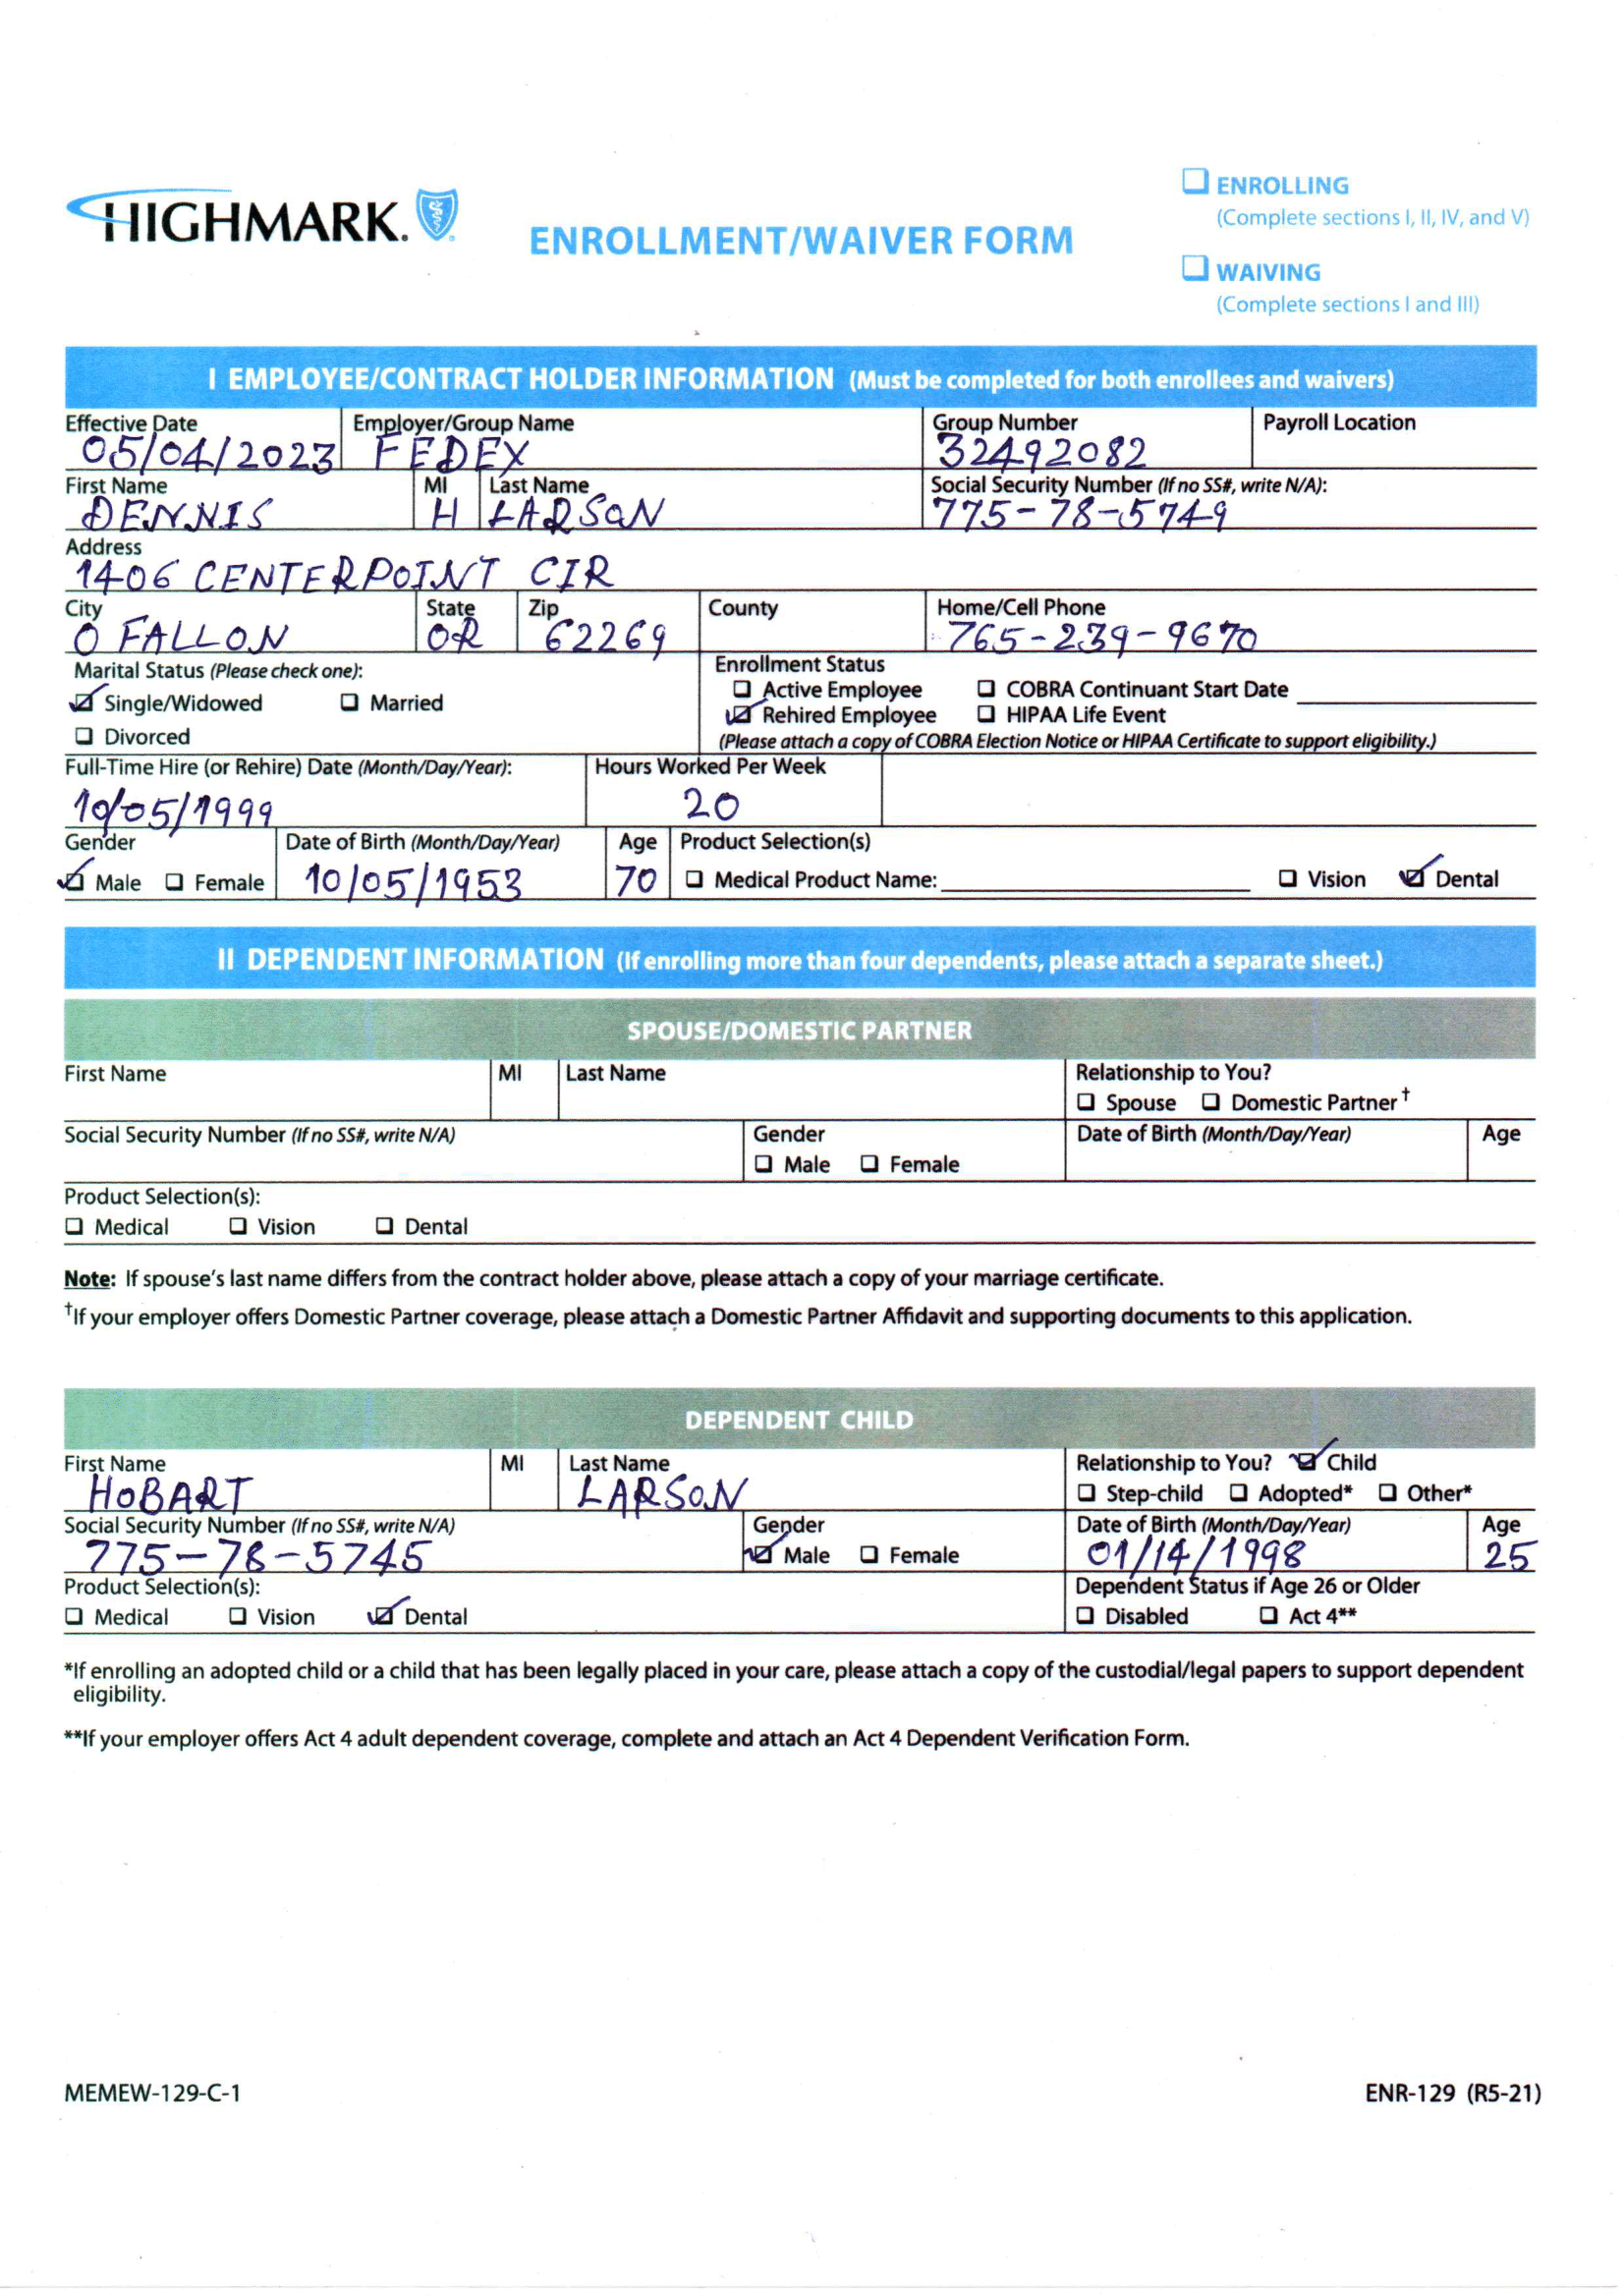 HIGHMARK.
ENROLLMENT/WAIVER FORM
ENROLLING
(Complete sections I, II, IV, and V)
WAIVING
(Complete sections I and III)
I EMPLOYEE/CONTRACT HOLDER INFORMATION (Must be completed for both enrollees and waivers)
Effective Date Employer/Group Name Group Number Payroll Location
05/04/2023 FEDEX 32492082
First Name MI Last Name Social Security Number (If no SS#, write N/A):
DENNIS H LARSON 775-78-5749
Address
1406 CENTERPOINT CIR
City State Zip County Home/Cell Phone
O FALLON OR 62269 765-239-9670
Marital Status (Please check one): Enrollment Status
Single/Widowed Married Active Employee COBRA Continuant Start Date
Divorced Rehired Employee HIPAA Life Event
(Please attach a copy of COBRA Election Notice or HIPAA Certificate to support eligibility.)
Full-Time Hire (or Rehire) Date (Month/Day/Year): Hours Worked Per Week
10/05/1999 20
Gender Date of Birth (Month/Day/Year) Age Product Selection(s)
Male Female 10/05/1953 70 Medical Product Name: Vision Dental
II DEPENDENT INFORMATION (If enrolling more than four dependents, please attach a separate sheet.)
SPOUSE/DOMESTIC PARTNER
First Name MI Last Name Relationship to You?
Spouse Domestic Partner†
Social Security Number (If no SS#, write N/A) Gender Date of Birth (Month/Day/Year) Age
Male Female
Product Selection(s):
Medical Vision Dental
Note: If spouse's last name differs from the contract holder above, please attach a copy of your marriage certificate.
†If your employer offers Domestic Partner coverage, please attach a Domestic Partner Affidavit and supporting documents to this application.
DEPENDENT CHILD
First Name MI Last Name Relationship to You? Child
HOBART LARSON Step-child Adopted* Other*
Social Security Number (If no SS#, write N/A) Gender Date of Birth (Month/Day/Year) Age
775-78-5745 Male Female 01/14/1998 25
Product Selection(s): Dependent Status if Age 26 or Older
Medical Vision Dental Disabled Act 4**
*If enrolling an adopted child or a child that has been legally placed in your care, please attach a copy of the custodial/legal papers to support dependent
eligibility.
**If your employer offers Act 4 adult dependent coverage, complete and attach an Act 4 Dependent Verification Form.
MEMEW-129-C-1 ENR-129 (R5-21)